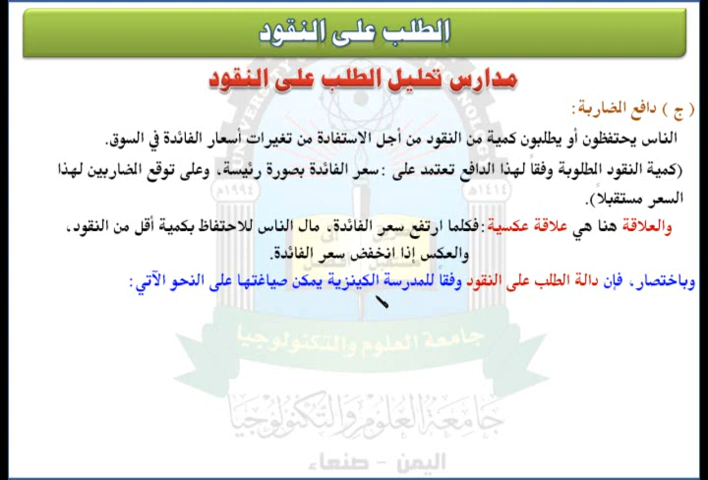 الطلب على النقود
مدارس تحليل الطلب على النقود
( ج ) دافع المضاربة :
الناس يحتفظون أو يطلبون كمية من النقود من أجل الاستفادة من تغيرات أسعار الفائدة في السوق.
(كمية النقود المطلوبة وفقاً لهذا الدافع تعتمد على : سعر الفائدة بصورة رئيسة، وعلى توقع المضاربين لهذا
السعر مستقبلاً).
والعلاقة هنا هي علاقة عكسية : فكلما ارتفع سعر الفائدة، مال الناس للاحتفاظ بكمية أقل من النقود،
والعكس إذا انخفض سعر الفائدة.
وباختصار، فإن دالة الطلب على النقود وفقاً للمدرسة الكينزية يمكن صياغتها على النحو الآتي:
جامعة العلوم والتكنولوجيا
جامعة العلوم والتكنولوجيا
اليمن - صنعاء